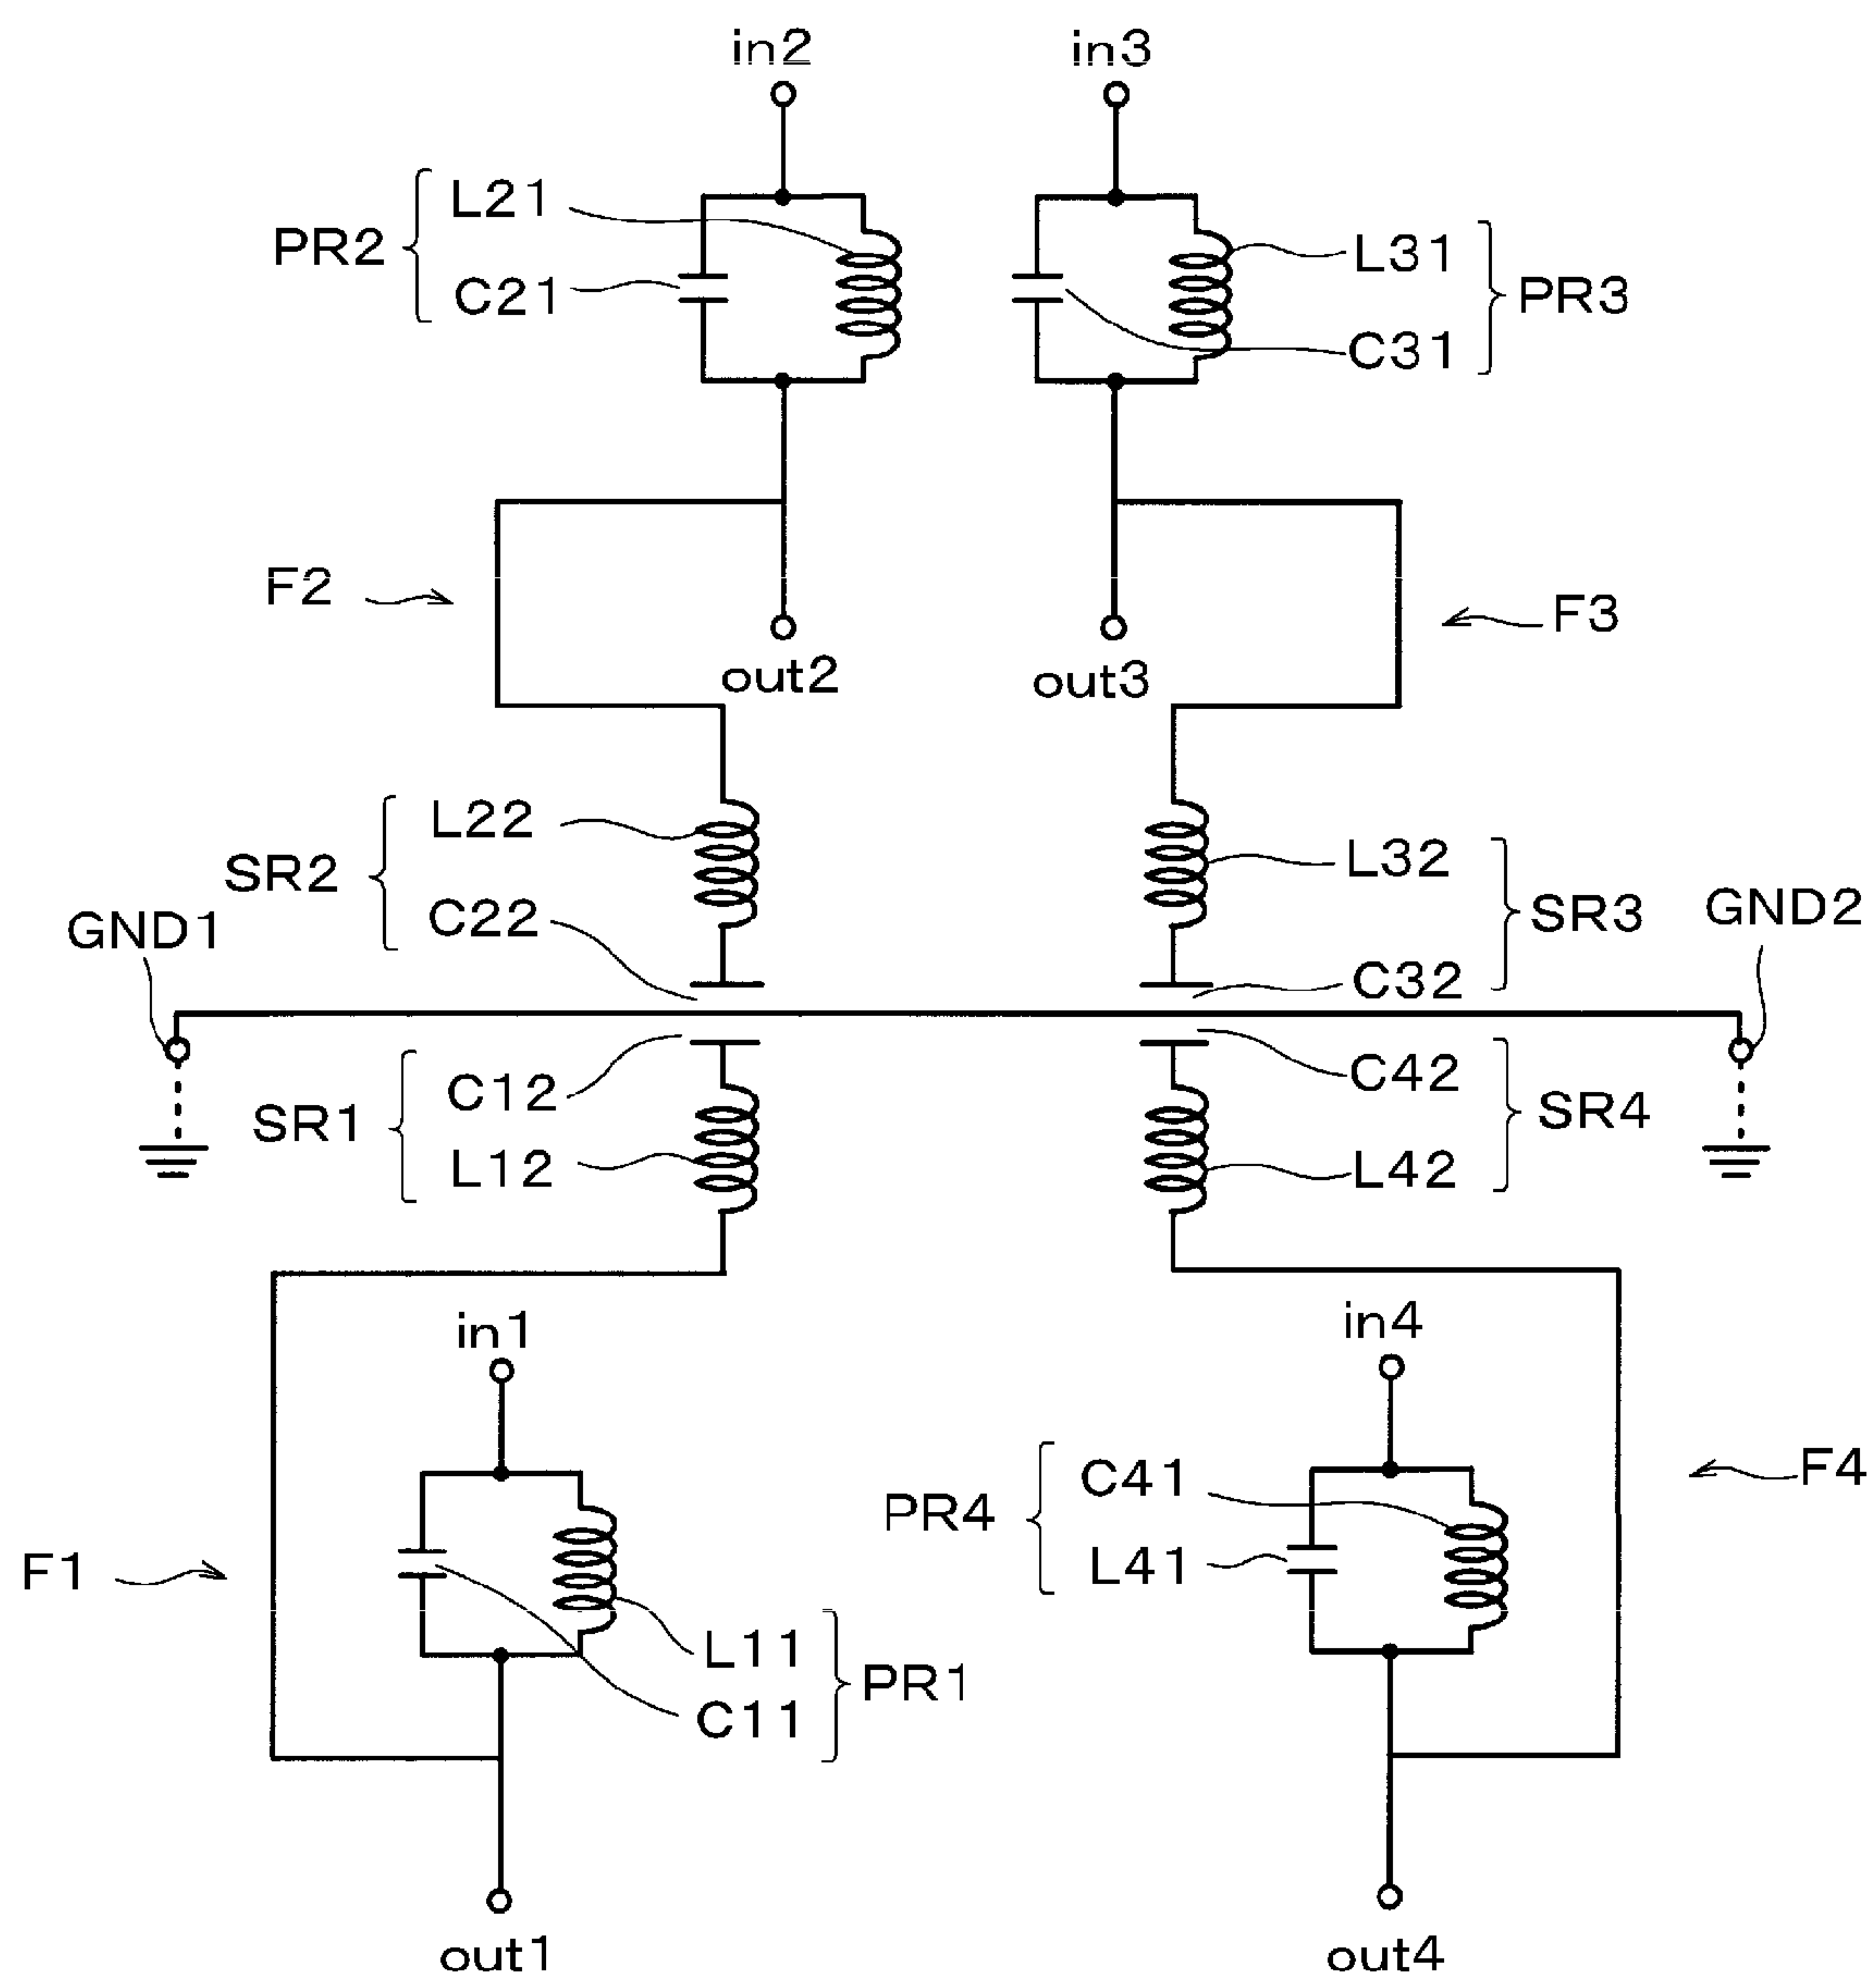 in2
in3
L21
PR2
C21
L31
PR3
C31
F2
F3
out2
out3
L22
SR2
C22
GND1
L32
SR3
GND2
C32
C12
SR1
L12
C42
SR4
L42
in1
in4
C41
PR4
L41
F4
F1
L11
PR1
C11
out1
out4